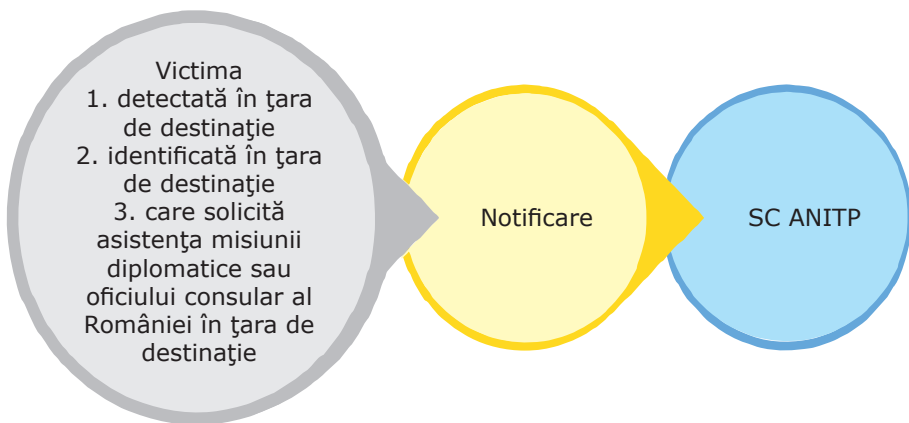 Victima
1. detectată în ţara
de destinaţie
2. identificată în ţara
de destinaţie
3. care solicită
asistenţa misiunii
diplomatice sau
oficiului consular al
României în ţara de
destinaţie
Notificare
SC ANITP